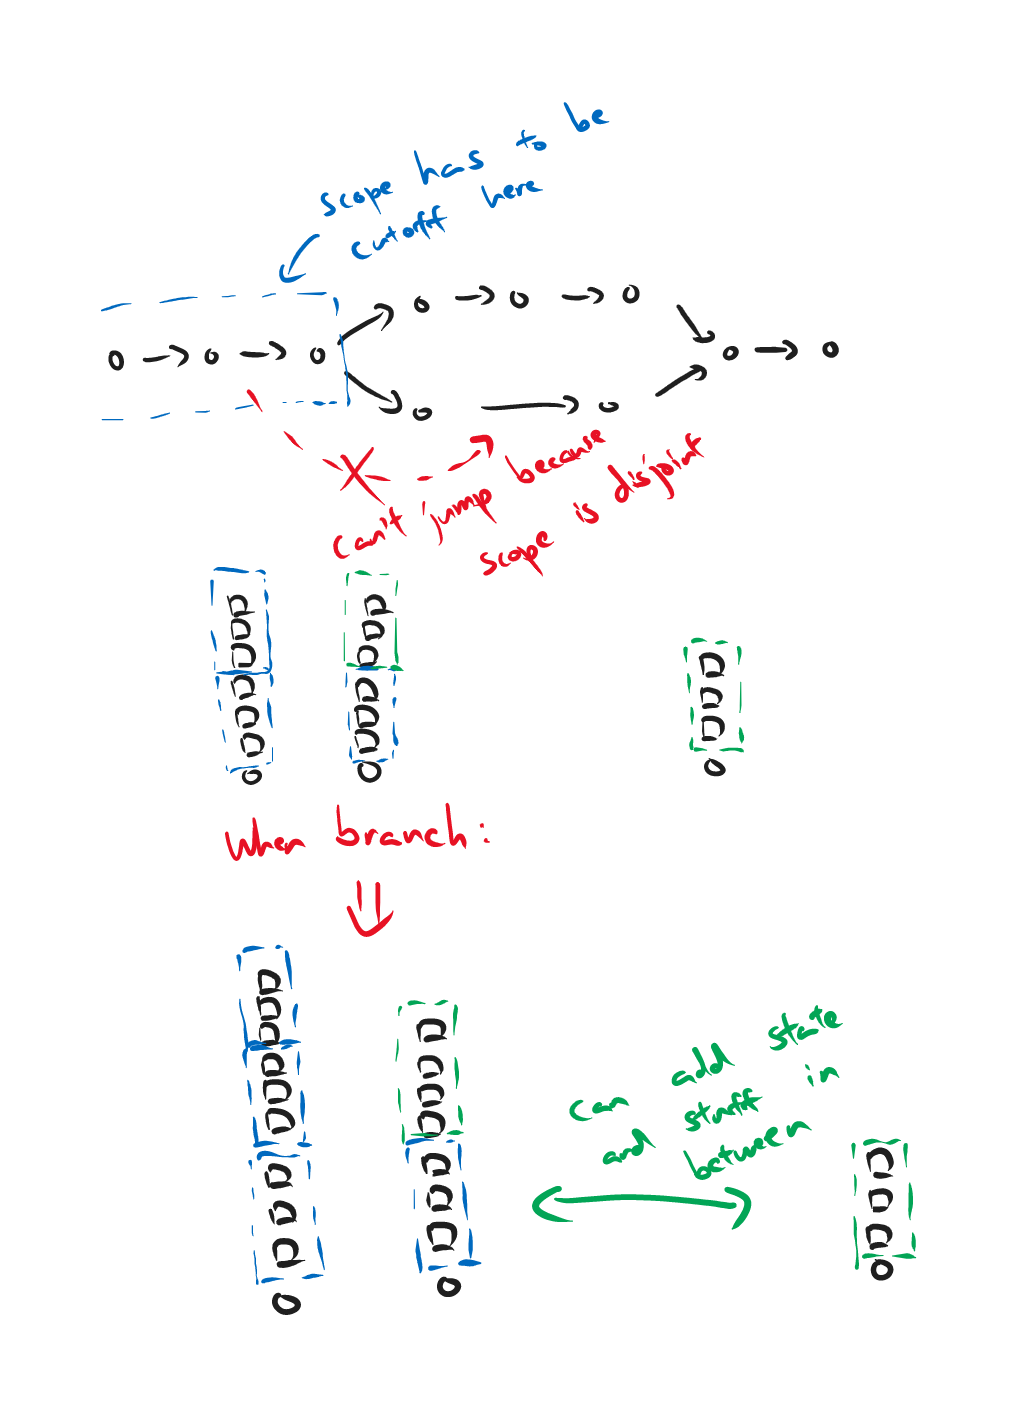 scope has to be
cutoff here
can't jump because
scope is disjoint
When branch:
can add state
and stuff in
between